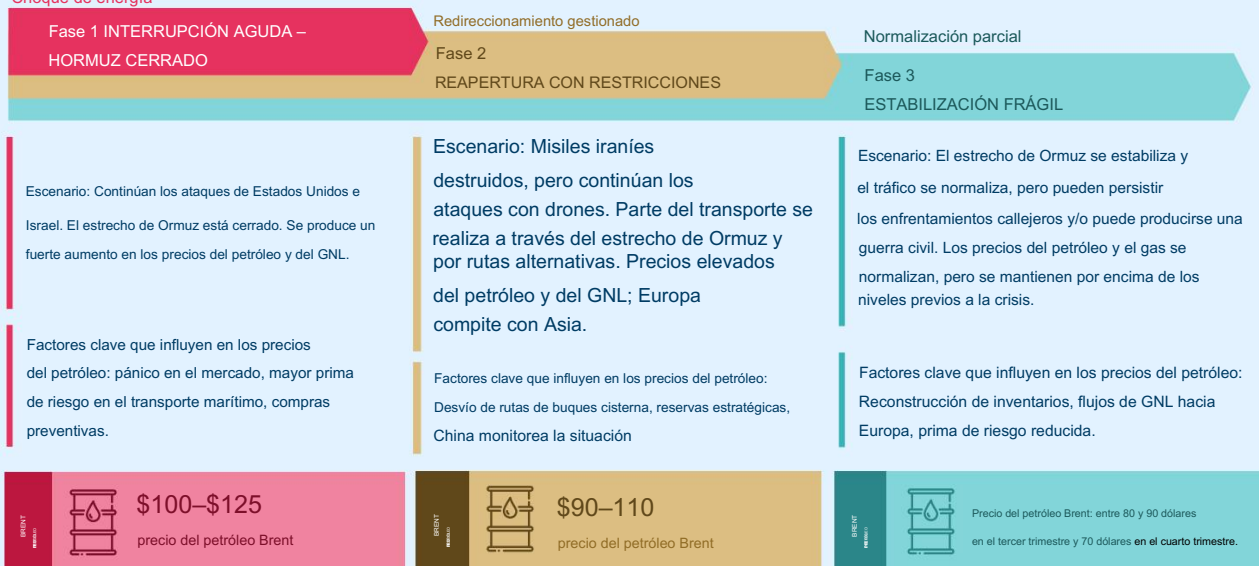 Choque de energía
Fase 1 INTERRUPCIÓN AGUDA –
HORMUZ CERRADO
Redireccionamiento gestionado
Fase 2
REAPERTURA CON RESTRICCIONES
Normalización parcial
Fase 3
ESTABILIZACIÓN FRÁGIL
Escenario: Continúan los ataques de Estados Unidos e
Israel. El estrecho de Ormuz está cerrado. Se produce un
fuerte aumento en los precios del petróleo y del GNL.
Factores clave que influyen en los precios
del petróleo: pánico en el mercado, mayor prima
de riesgo en el transporte marítimo, compras
preventivas.
Escenario: Misiles iraníes
destruidos, pero continúan los
ataques con drones. Parte del transporte se
realiza a través del estrecho de Ormuz y
por rutas alternativas. Precios elevados
del petróleo y del GNL; Europa
compite con Asia.
Factores clave que influyen en los precios del petróleo:
Desvío de rutas de buques cisterna, reservas estratégicas,
China monitorea la situación
Escenario: El estrecho de Ormuz se estabiliza y
el tráfico se normaliza, pero pueden persistir
los enfrentamientos callejeros y/o puede producirse una
guerra civil. Los precios del petróleo y el gas se
normalizan, pero se mantienen por encima de los
niveles previos a la crisis.
Factores clave que influyen en los precios del petróleo:
Reconstrucción de inventarios, flujos de GNL hacia
Europa, prima de riesgo reducida.
BRENT
$100–$125
precio del petróleo Brent
BRENT
$90–110
precio del petróleo Brent
BRENT
Precio del petróleo Brent: entre 80 y 90 dólares
en el tercer trimestre y 70 dólares en el cuarto trimestre.